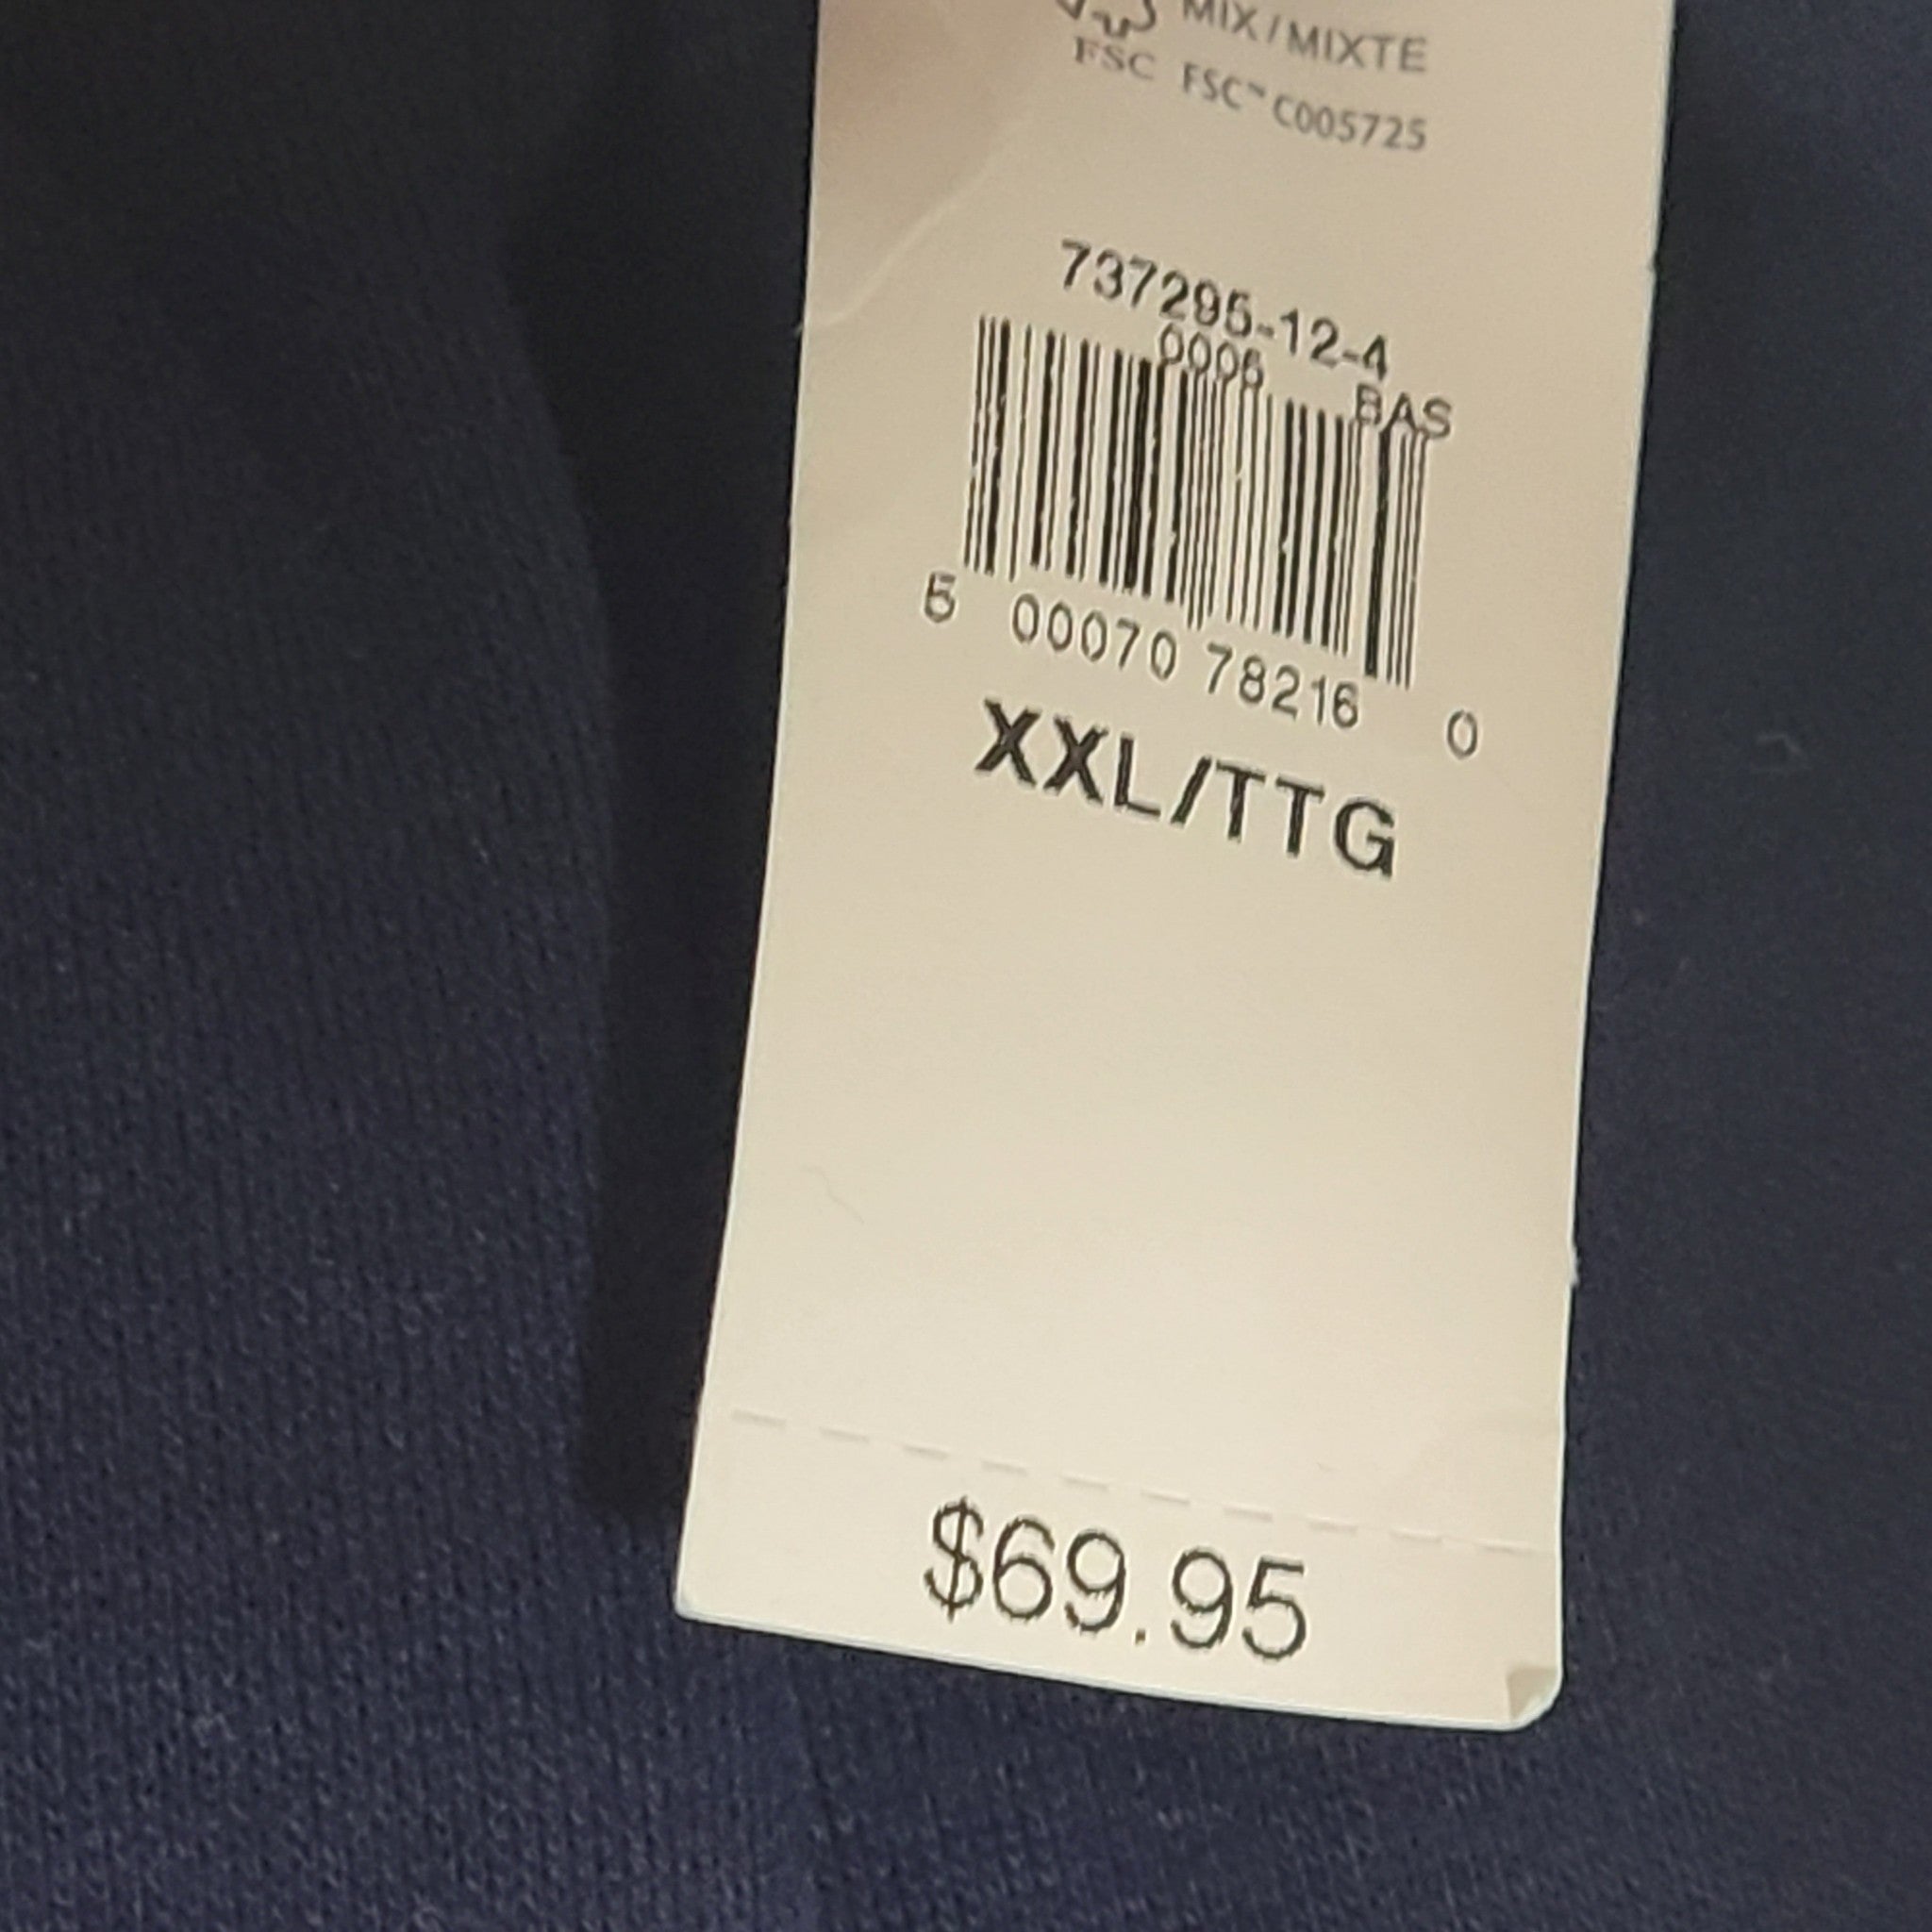 MIX/MIXTE
FSC FSC™ C005725
737295-12-4
0006 BAS
5 00070 78216 0
XXL/TTG
$69.95